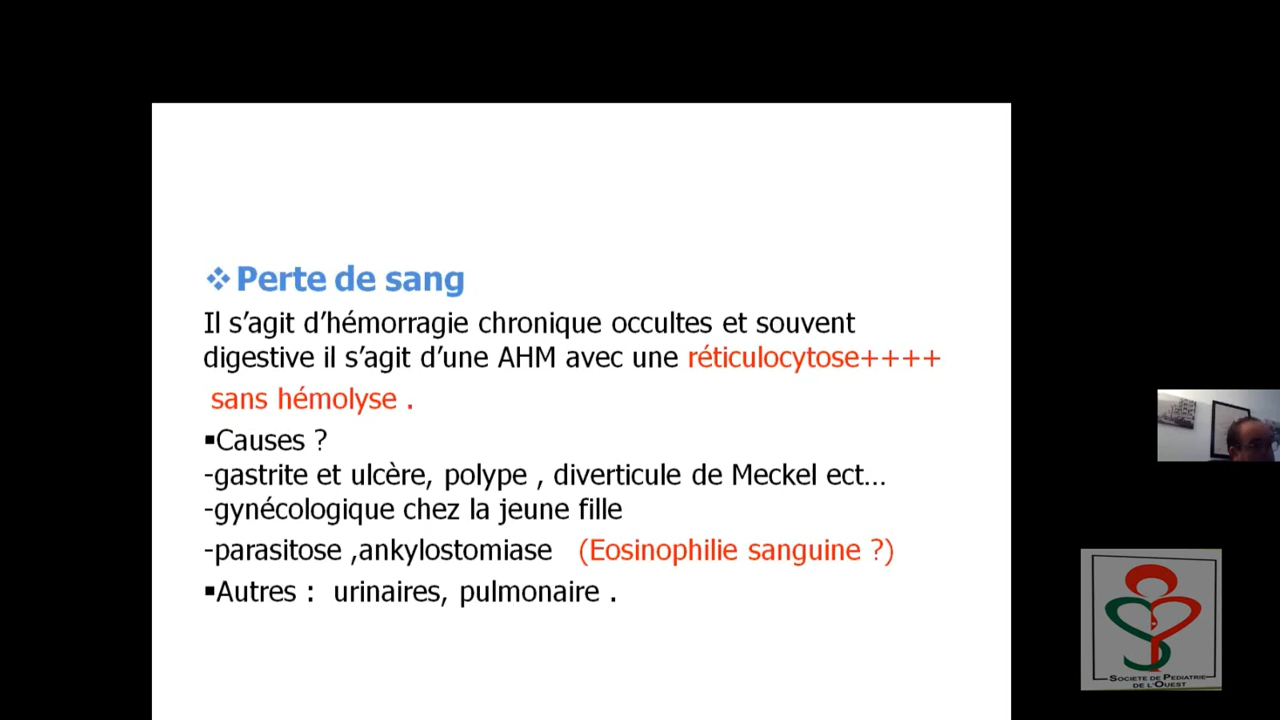 ❖Perte de sang
Il s’agit d’hémorragie chronique occultes et souvent
digestive il s’agit d’une AHM avec une réticulocytose++++
sans hémolyse .
▪Causes ?
-gastrite et ulcère, polype , diverticule de Meckel ect…
-gynécologique chez la jeune fille
-parasitose ,ankylostomiase (Eosinophilie sanguine ?)
▪Autres : urinaires, pulmonaire .
SOCIETE DE PEDIATRIE
DE L'OUEST